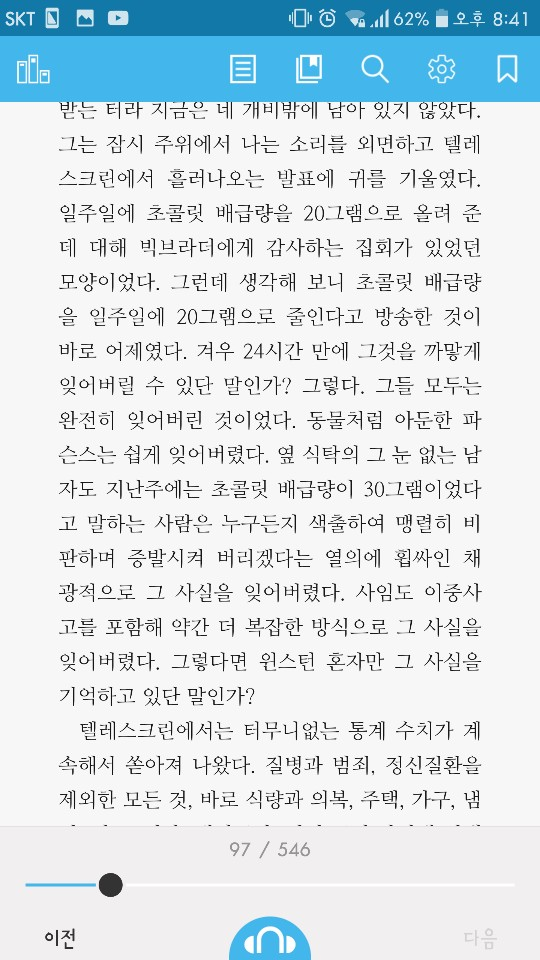 SKT 62% 오후 8:41
받는 터라 지금은 네 개비밖에 남아 있지 않았다.
그는 잠시 주위에서 나는 소리를 외면하고 텔레
스크린에서 흘러나오는 발표에 귀를 기울였다.
일주일에 초콜릿 배급량을 20그램으로 올려 준
데 대해 빅브라더에게 감사하는 집회가 있었던
모양이었다. 그런데 생각해 보니 초콜릿 배급량
을 일주일에 20그램으로 줄인다고 방송한 것이
바로 어제였다. 겨우 24시간 만에 그것을 까맣게
잊어버릴 수 있단 말인가? 그렇다. 그들 모두는
완전히 잊어버린 것이었다. 동물처럼 아둔한 파
슨스는 쉽게 잊어버렸다. 옆 식탁의 그 눈 없는 남
자도 지난주에는 초콜릿 배급량이 30그램이었다
고 말하는 사람은 누구든지 색출하여 맹렬히 비
판하며 증발시켜 버리겠다는 열의에 휩싸인 채
광적으로 그 사실을 잊어버렸다. 사임도 이중사
고를 포함해 약간 더 복잡한 방식으로 그 사실을
잊어버렸다. 그렇다면 윈스턴 혼자만 그 사실을
기억하고 있단 말인가?
텔레스크린에서는 터무니없는 통계 수치가 계
속해서 쏟아져 나왔다. 질병과 범죄, 정신질환을
제외한 모든 것, 바로 식량과 의복, 주택, 가구, 냄
97 / 546
이전 다음